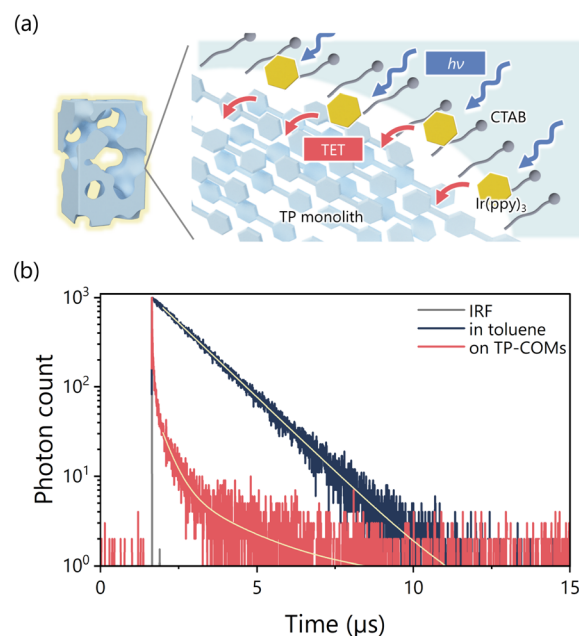 (a)
hν
CTAB
TET
Ir(ppy)₃
TP monolith
(b)
10³
IRF
in toluene
on TP-COMs
10²
Photon count
10¹
10⁰
0
5
10
15
Time (μs)